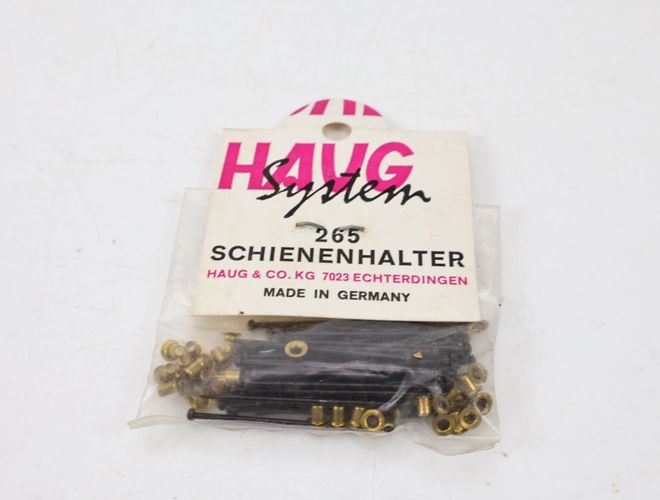 HAUG
System
265
SCHIENENHALTER
HAUG & CO. KG 7023 ECHTERDINGEN
MADE IN GERMANY